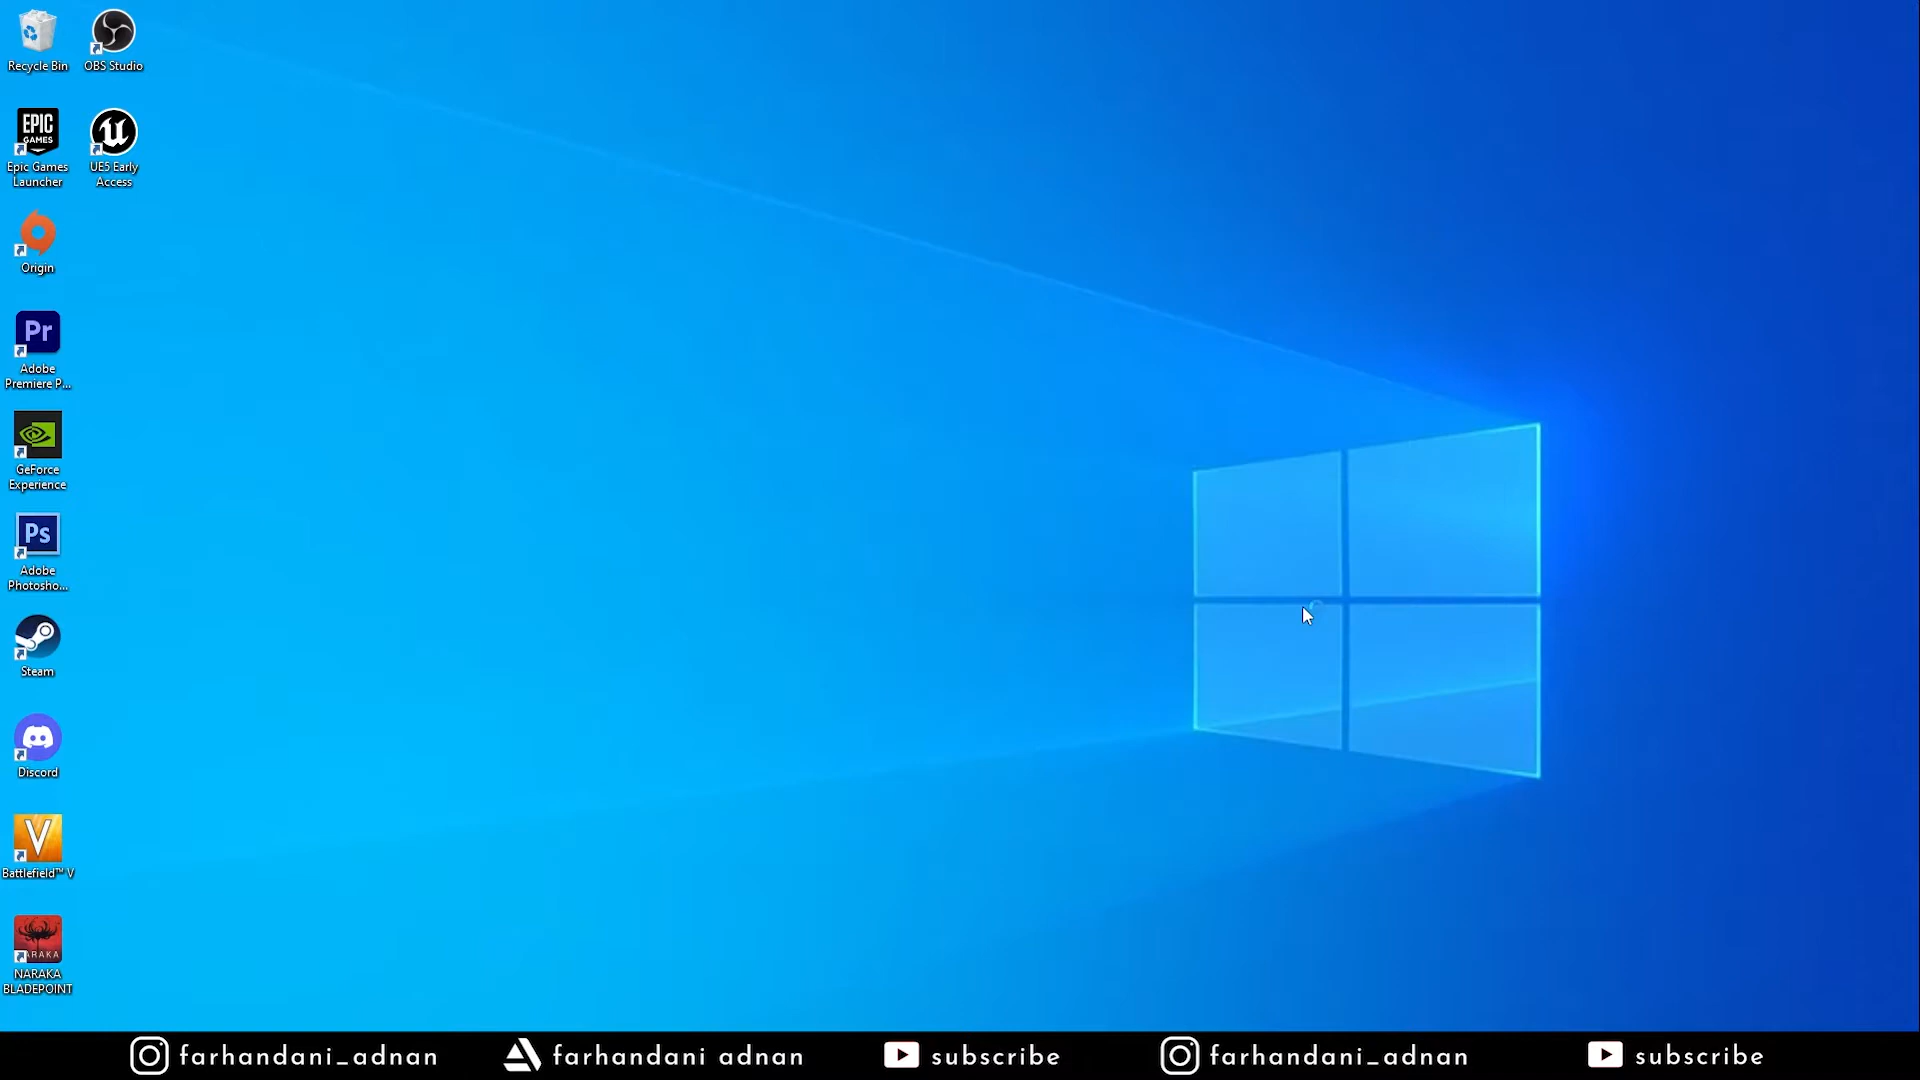 Recycle Bin
OBS Studio
EPIC
GAMES
Epic Games
Launcher
UE5 Early
Access
Origin
Pr
Adobe
Premiere P...
GeForce
Experience
Ps
Adobe
Photosho...
Steam
Discord
V
Battlefield™ V
NARAKA
BLADEPOINT
farhandani_adnan
farhandani adnan
subscribe
farhandani_adnan
subscribe